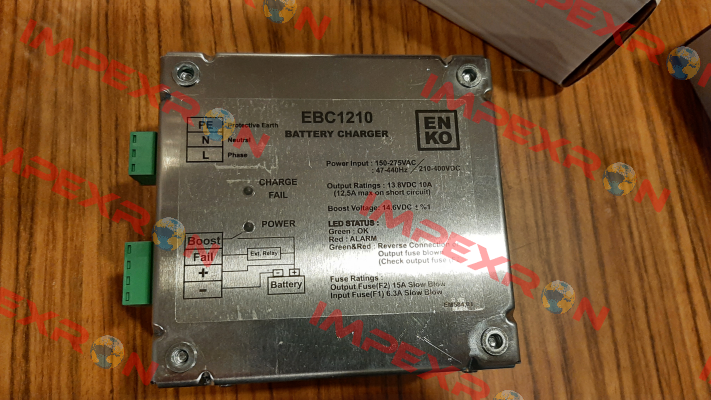 IMPEXRON
EBC1210
BATTERY CHARGER
EN
KO
PE Protective Earth
N Neutral
L Phase
Power Input : 150-275VAC / 210-400VDC
: 47-440Hz
CHARGE
FAIL
Output Ratings : 13.8VDC 10A
(12,5A max on short circuit)
Boost Voltage: 14.6VDC ± %1
POWER
LED STATUS :
Green : OK
Red : ALARM
Green&Red : Reverse Connection
Output fuse blown
(Check output fuse
Boost
Fail
+
-
Ext. Relay
- +
Battery
Fuse Ratings :
Output Fuse(F2) 15A Slow Blow
Input Fuse(F1) 6.3A Slow Blow